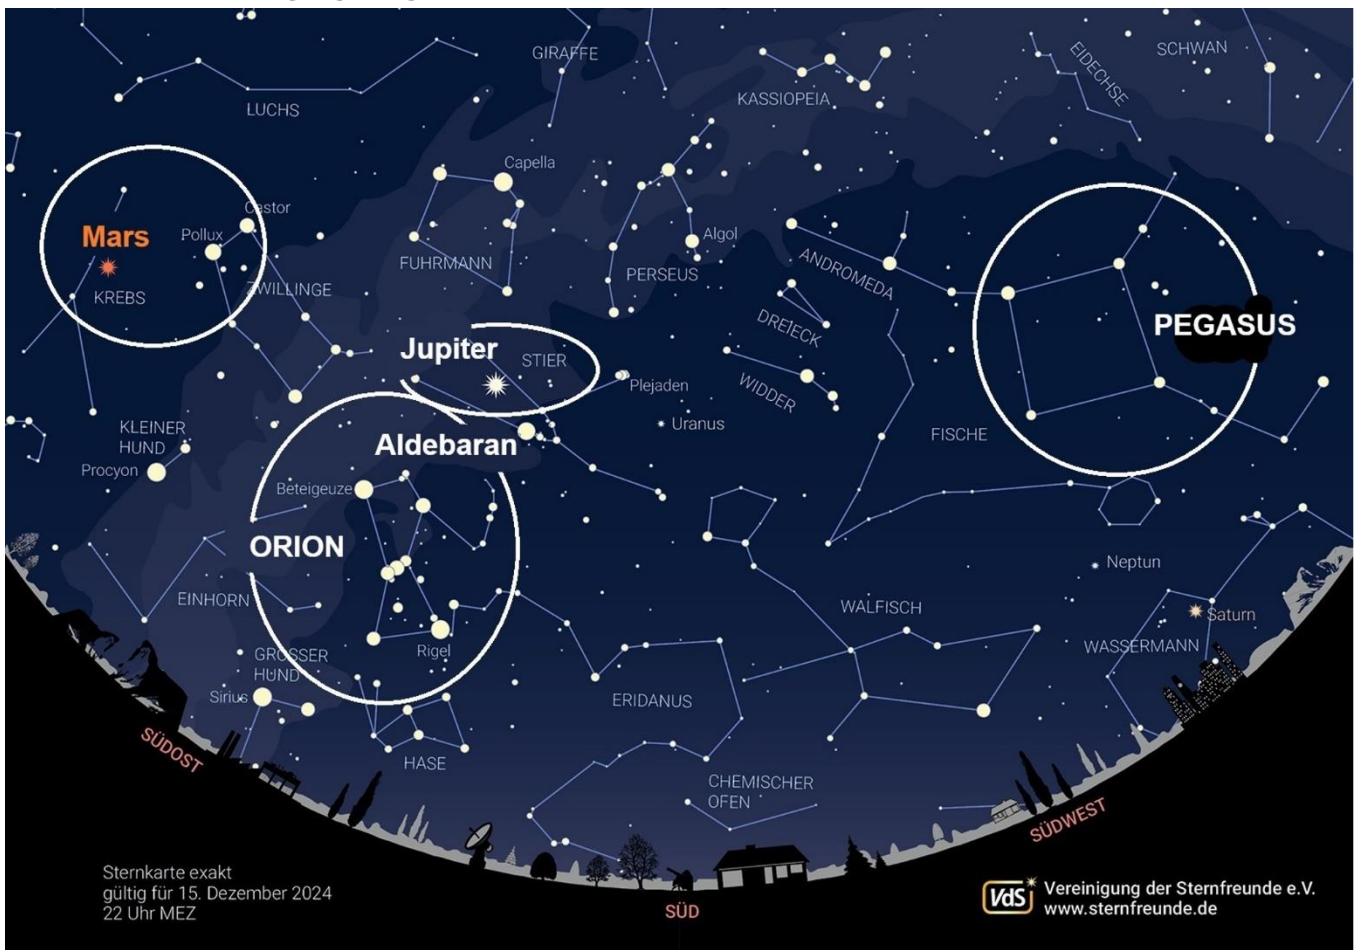 GIRAFFE
SCHWAN
EIDECHSE
KASSIOPEIA
LUCHS
Capella
Castor
Mars
Pollux
Algol
ANDROMEDA
FUHRMANN
PERSEUS
KREBS
ZWILLINGE
DREIECK
PEGASUS
Jupiter
STIER
Plejaden
WIDDER
Uranus
KLEINER
HUND
Aldebaran
FISCHE
Procyon
Beteigeuze
ORION
Neptun
EINHORN
WALFISCH
Saturn
WASSERMANN
Rigel
GROSSER
HUND
Sirius
ERIDANUS
SÜDOST
HASE
CHEMISCHER
OFEN
SÜDWEST
SÜD
Sternkarte exakt
gültig für 15. Dezember 2024
22 Uhr MEZ
VdS
Vereinigung der Sternfreunde e.V.
www.sternfreunde.de